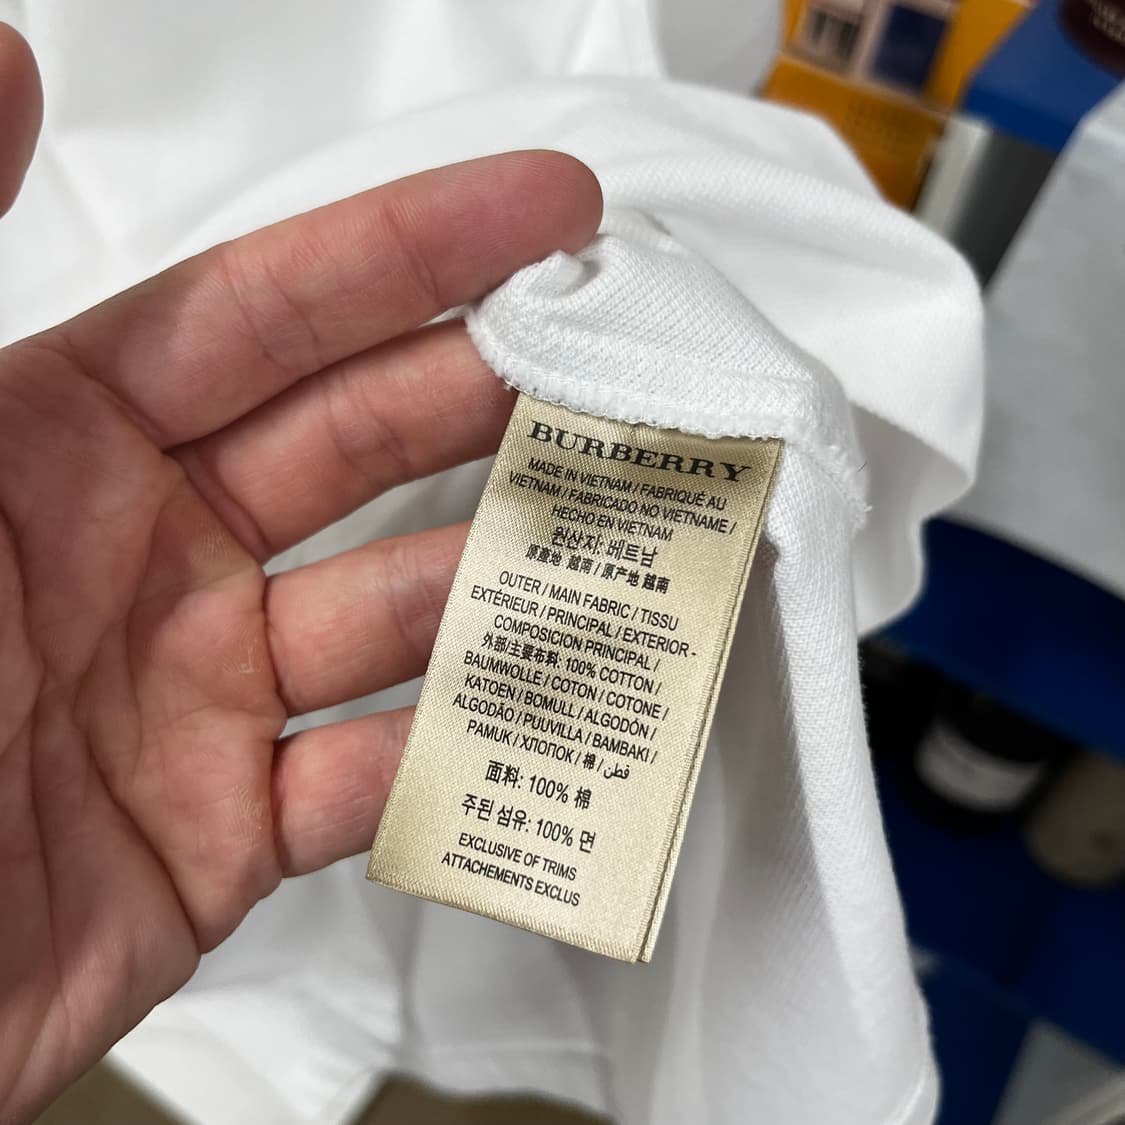 BURBERRY
MADE IN VIETNAM / FABRIQUÉ AU
VIETNAM / FABRICADO NO VIETNAME /
HECHO EN VIETNAM
원산지: 베트남
原產地 越南 / 原产地 越南
OUTER / MAIN FABRIC / TISSU
EXTÉRIEUR / PRINCIPAL / EXTERIOR -
COMPOSICION PRINCIPAL /
外部/主要布料: 100% COTTON /
BAUMWOLLE / COTON / COTONE /
KATOEN / BOMULL / ALGODÓN /
ALGODÃO / PUUVILLA / BAMBAKI /
PAMUK / ХЛОПОК / 棉 / قطن
面料: 100% 棉
주된 섬유: 100% 면
EXCLUSIVE OF TRIMS
ATTACHEMENTS EXCLUS